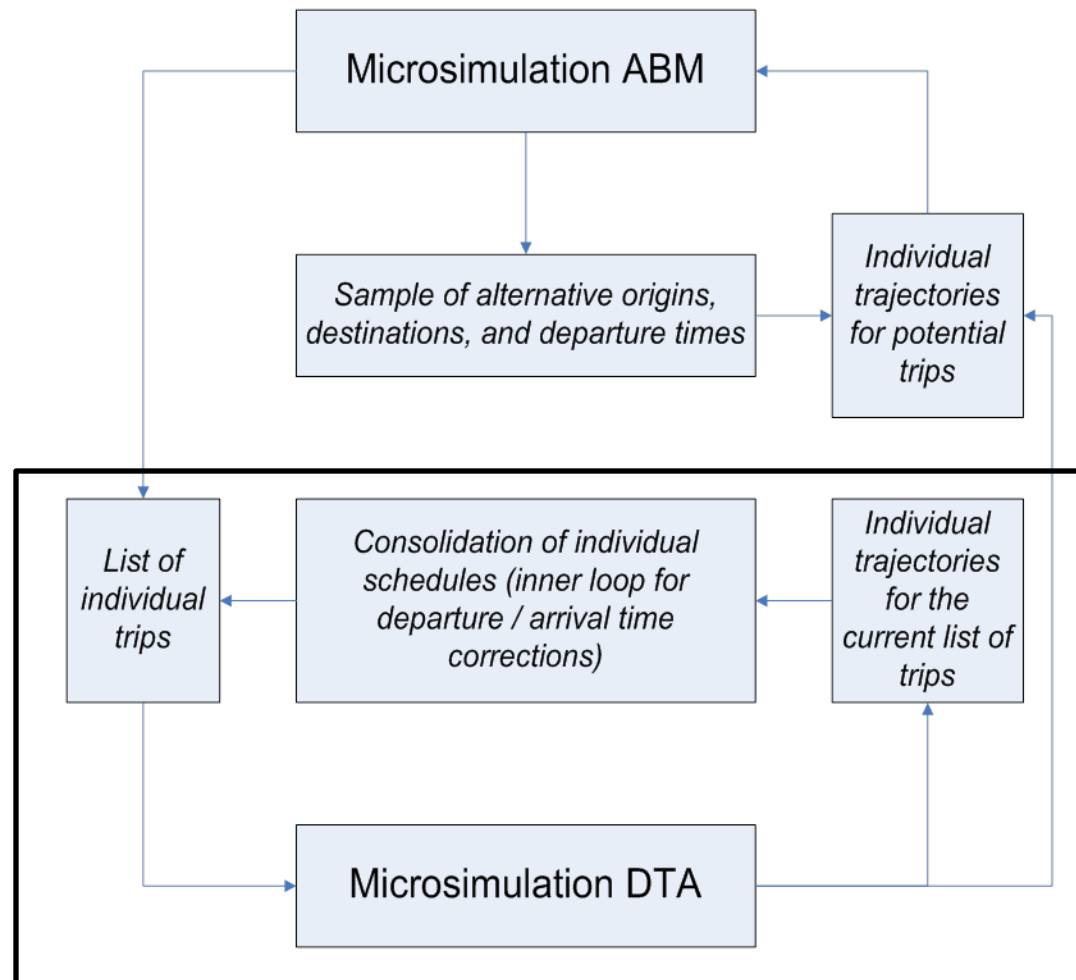 Microsimulation ABM
Sample of alternative origins,
destinations, and departure times
Individual
trajectories
for potential
trips
List of
individual
trips
Consolidation of individual
schedules (inner loop for
departure / arrival time
corrections)
Individual
trajectories
for the
current list of
trips
Microsimulation DTA